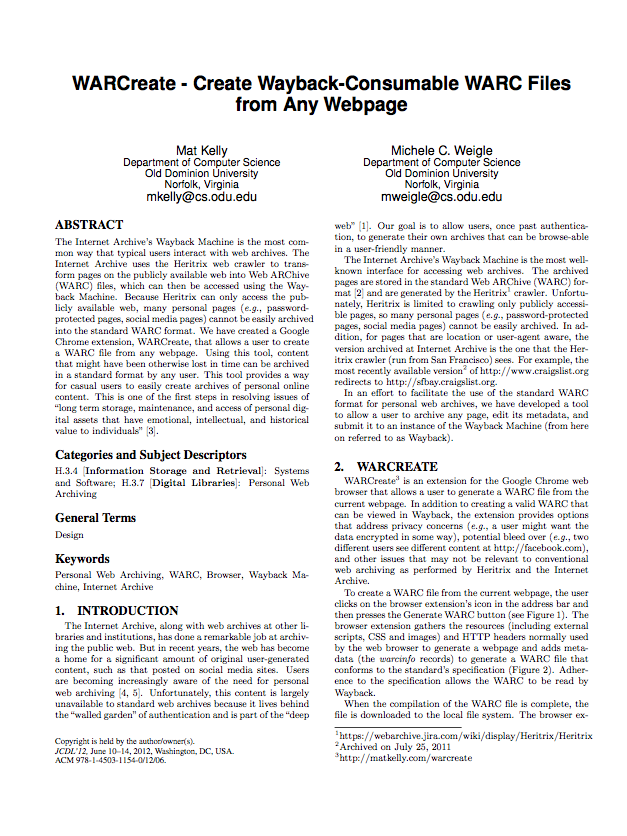 WARCreate - Create Wayback-Consumable WARC Files
from Any Webpage
Mat Kelly
Department of Computer Science
Old Dominion University
Norfolk, Virginia
mkelly@cs.odu.edu
Michele C. Weigle
Department of Computer Science
Old Dominion University
Norfolk, Virginia
mweigle@cs.odu.edu
ABSTRACT
The Internet Archive's Wayback Machine is the most com-
mon way that typical users interact with web archives. The
Internet Archive uses the Heritrix web crawler to trans-
form pages on the publicly available web into Web ARChive
(WARC) files, which can then be accessed using the Way-
back Machine. Because Heritrix can only access the pub-
licly available web, many personal pages (e.g., password-
protected pages, social media pages) cannot be easily archived
into the standard WARC format. We have created a Google
Chrome extension, WARCreate, that allows a user to create
a WARC file from any webpage. Using this tool, content
that might have been otherwise lost in time can be archived
in a standard format by any user. This tool provides a way
for casual users to easily create archives of personal online
content. This is one of the first steps in resolving issues of
"long term storage, maintenance, and access of personal dig-
ital assets that have emotional, intellectual, and historical
value to individuals" [3].
Categories and Subject Descriptors
H.3.4 [Information Storage and Retrieval]: Systems
and Software; H.3.7 [Digital Libraries]: Personal Web
Archiving
General Terms
Design
Keywords
Personal Web Archiving, WARC, Browser, Wayback Ma-
chine, Internet Archive
1. INTRODUCTION
The Internet Archive, along with web archives at other li-
braries and institutions, has done a remarkable job at archiv-
ing the public web. But in recent years, the web has become
a home for a significant amount of original user-generated
content, such as that posted on social media sites. Users
are becoming increasingly aware of the need for personal
web archiving [4, 5]. Unfortunately, this content is largely
unavailable to standard web archives because it lives behind
the "walled garden" of authentication and is part of the "deep
Copyright is held by the author/owner(s).
JCDL'12, June 10–14, 2012, Washington, DC, USA.
ACM 978-1-4503-1154-0/12/06.
web" [1]. Our goal is to allow users, once past authentica-
tion, to generate their own archives that can be browse-able
in a user-friendly manner.
The Internet Archive's Wayback Machine is the most well-
known interface for accessing web archives. The archived
pages are stored in the standard Web ARChive (WARC) for-
mat [2] and are generated by the Heritrix1 crawler. Unfortu-
nately, Heritrix is limited to crawling only publicly accessi-
ble pages, so many personal pages (e.g., password-protected
pages, social media pages) cannot be easily archived. In ad-
dition, for pages that are location or user-agent aware, the
version archived at Internet Archive is the one that the Her-
itrix crawler (run from San Francisco) sees. For example, the
most recently available version2 of http://www.craigslist.org
redirects to http://sfbay.craigslist.org.
In an effort to facilitate the use of the standard WARC
format for personal web archives, we have developed a tool
to allow a user to archive any page, edit its metadata, and
submit it to an instance of the Wayback Machine (from here
on referred to as Wayback).
2. WARCREATE
WARCreate3 is an extension for the Google Chrome web
browser that allows a user to generate a WARC file from the
current webpage. In addition to creating a valid WARC that
can be viewed in Wayback, the extension provides options
that address privacy concerns (e.g., a user might want the
data encrypted in some way), potential bleed over (e.g., two
different users see different content at http://facebook.com),
and other issues that may not be relevant to conventional
web archiving as performed by Heritrix and the Internet
Archive.
To create a WARC file from the current webpage, the user
clicks on the browser extension's icon in the address bar and
then presses the Generate WARC button (see Figure 1). The
browser extension gathers the resources (including external
scripts, CSS and images) and HTTP headers normally used
by the web browser to generate a webpage and adds meta-
data (the warcinfo records) to generate a WARC file that
conforms to the standard's specification (Figure 2). Adher-
ence to the specification allows the WARC to be read by
Wayback.
When the compilation of the WARC file is complete, the
file is downloaded to the local file system. The browser ex-
1https://webarchive.jira.com/wiki/display/Heritrix/Heritrix
2Archived on July 25, 2011
3http://matkelly.com/warcreate